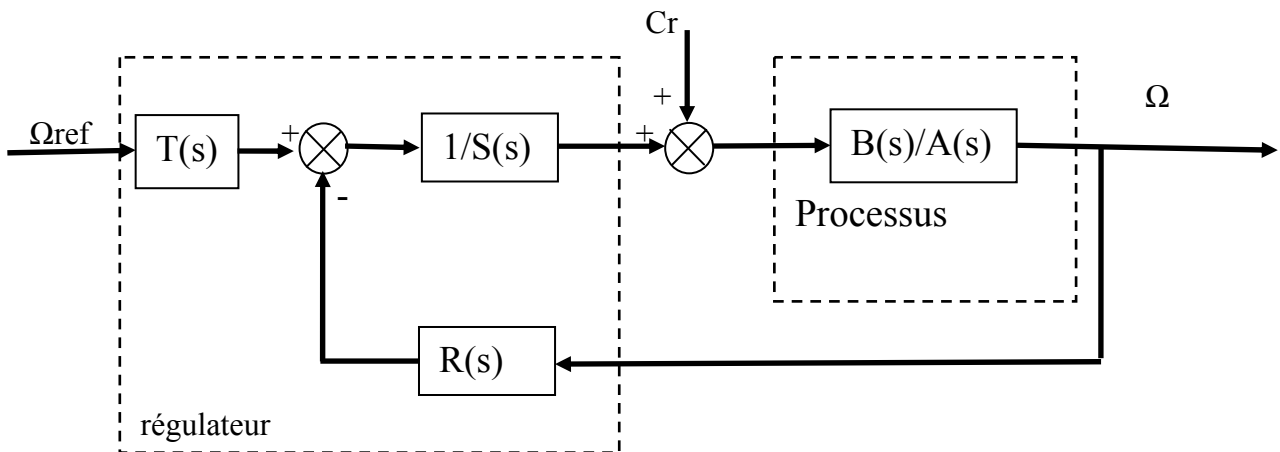 Cr
+
Ωref
T(s)
+
1/S(s)
+
B(s)/A(s)
Ω
-
Processus
R(s)
régulateur